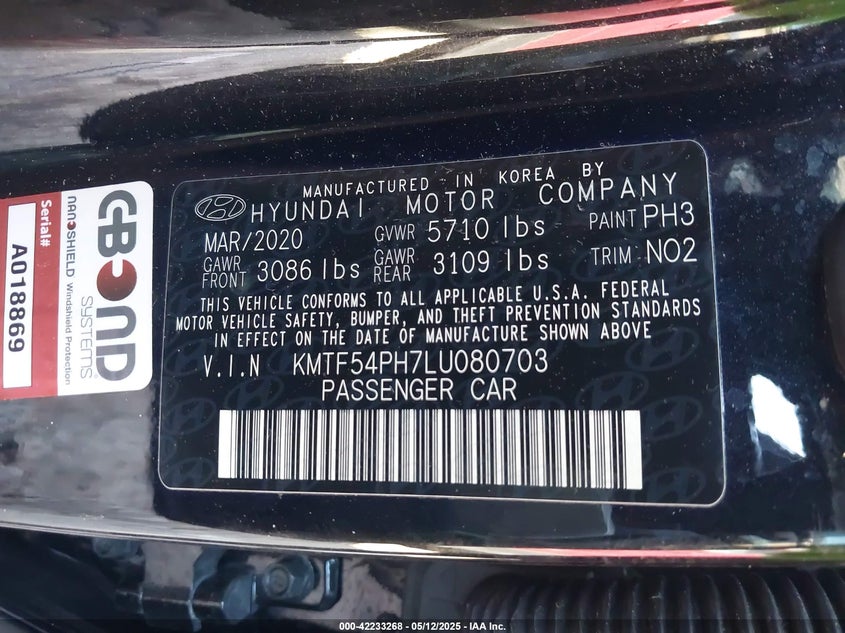 MANUFACTURED IN KOREA BY
HYUNDAI MOTOR COMPANY
MAR/2020 GVWR 5710 lbs PAINT PH3
GAWR FRONT 3086 lbs GAWR REAR 3109 lbs TRIM NO2
THIS VEHICLE CONFORMS TO ALL APPLICABLE U.S.A. FEDERAL
MOTOR VEHICLE SAFETY, BUMPER, AND THEFT PREVENTION STANDARDS
IN EFFECT ON THE DATE OF MANUFACTURE SHOWN ABOVE
V.I.N KMTF54PH7LU080703
PASSENGER CAR
GBOND
SYSTEMS
NANOSHIELD Windshield Protection
Serial#
A018869
000-42233268 - 05/12/2025 - IAA Inc.